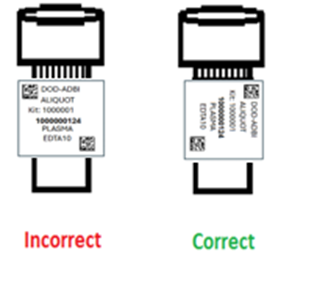 DOD-ADBI
ALIQUOT
Kit: 1000001
1000000124
PLASMA
EDTA10
DOD-ADBI
ALIQUOT
Kit: 1000001
1000000124
PLASMA
EDTA10
Incorrect
Correct